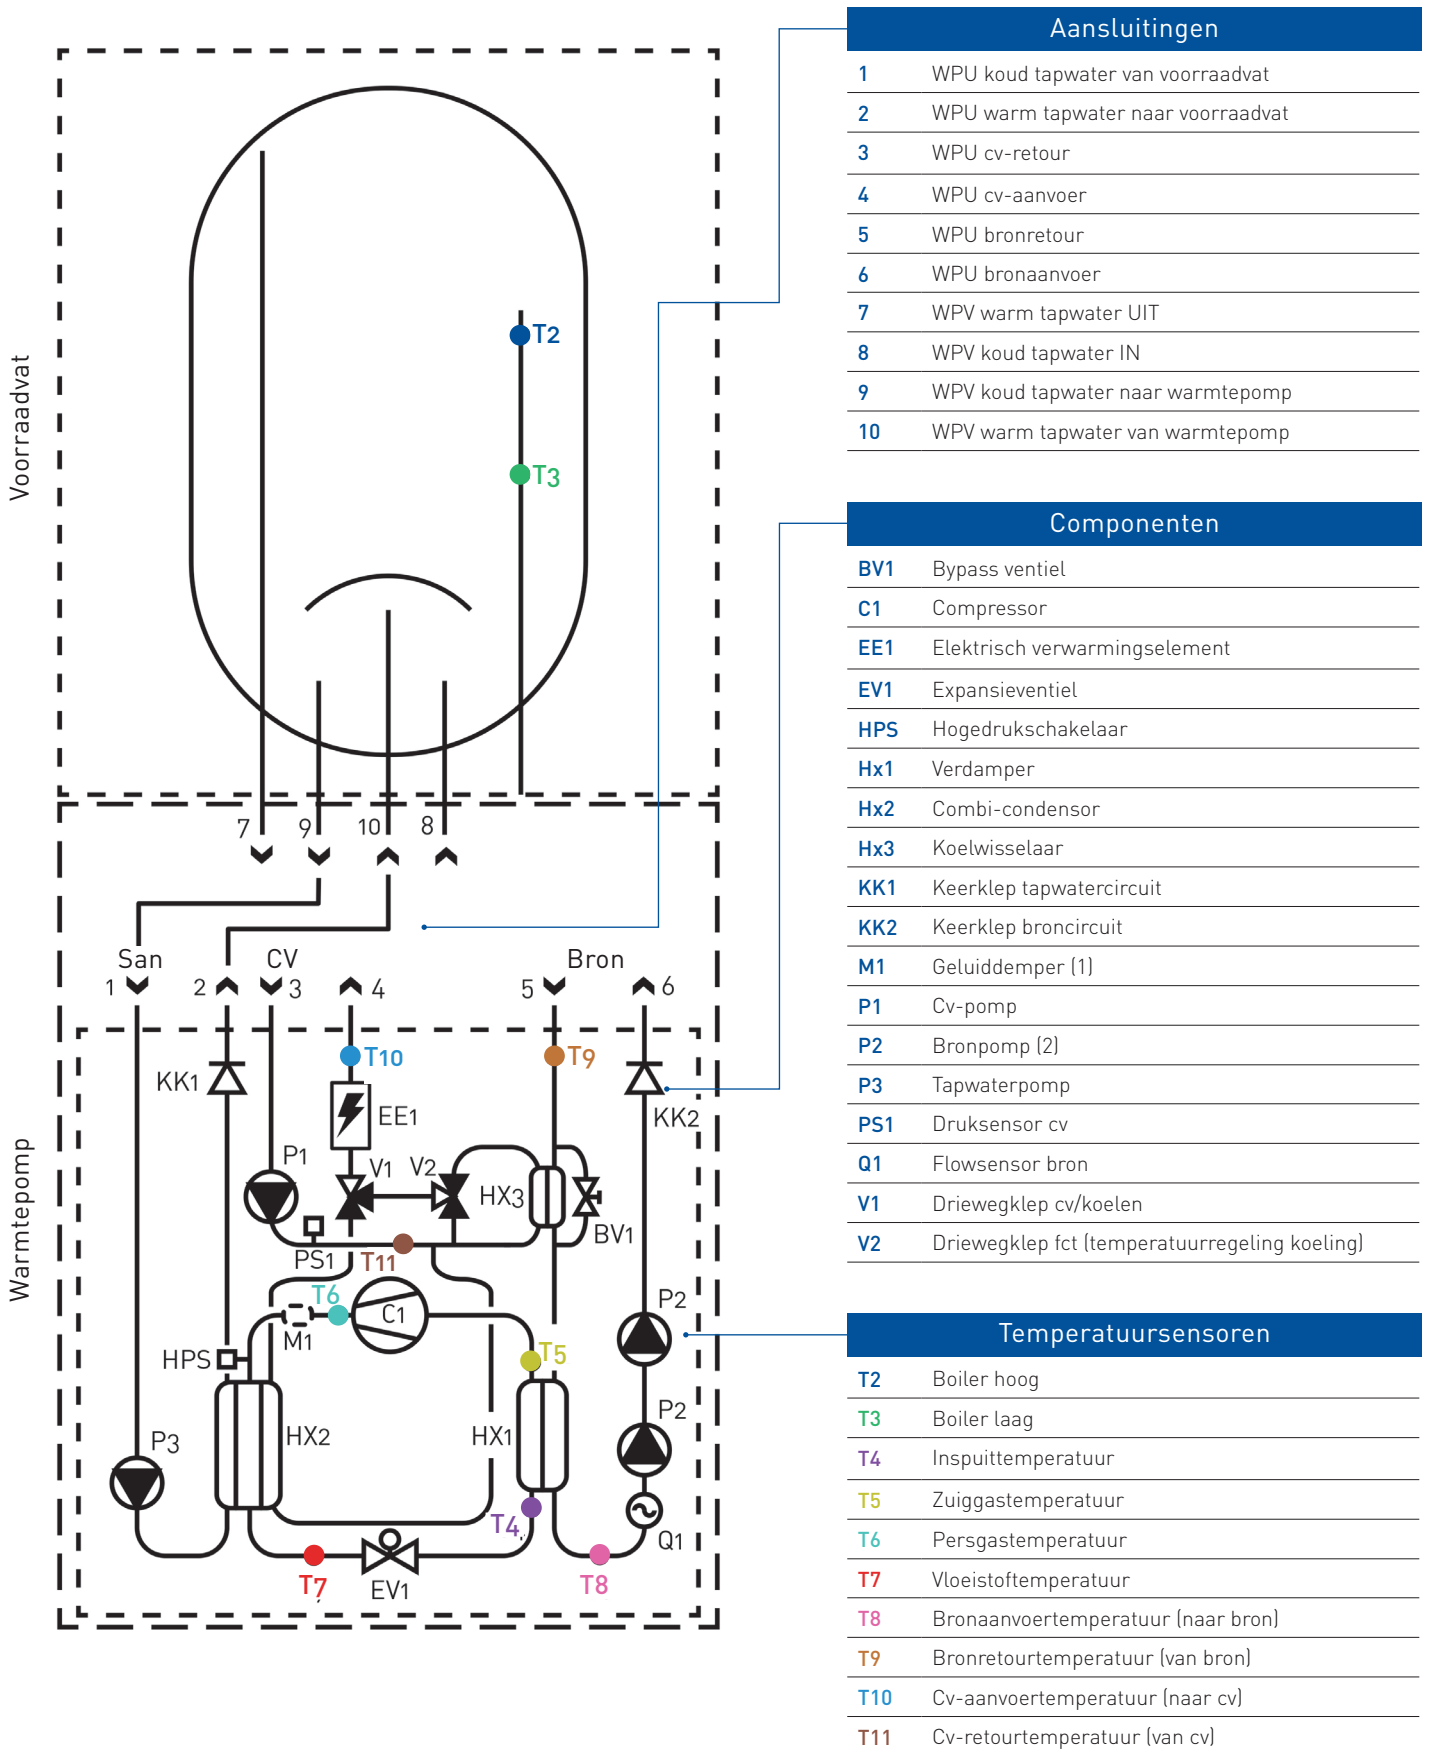 Voorraadvat
T2
T3
7
9
10
8
San
CV
Bron
1
2
3
4
5
6
T10
T9
KK1
EE1
KK2
P1
V1
V2
HX3
BV1
PS1
T11
T6
C1
M1
P2
HPS
T5
P2
HX2
HX1
P3
T4
Q1
T7
EV1
T8
Warmtepomp
Aansluitingen
1 WPU koud tapwater van voorraadvat
2 WPU warm tapwater naar voorraadvat
3 WPU cv-retour
4 WPU cv-aanvoer
5 WPU bronretour
6 WPU bronaanvoer
7 WPV warm tapwater UIT
8 WPV koud tapwater IN
9 WPV koud tapwater naar warmtepomp
10 WPV warm tapwater van warmtepomp
Componenten
BV1 Bypass ventiel
C1 Compressor
EE1 Elektrisch verwarmingselement
EV1 Expansieventiel
HPS Hogedrukschakelaar
Hx1 Verdamper
Hx2 Combi-condensor
Hx3 Koelwisselaar
KK1 Keerklep tapwatercircuit
KK2 Keerklep broncircuit
M1 Geluiddemper (1)
P1 Cv-pomp
P2 Bronpomp (2)
P3 Tapwaterpomp
PS1 Druksensor cv
Q1 Flowsensor bron
V1 Driewegklep cv/koelen
V2 Driewegklep fct (temperatuurregeling koeling)
Temperatuursensoren
T2 Boiler hoog
T3 Boiler laag
T4 Inspuittemperatuur
T5 Zuiggastemperatuur
T6 Persgastemperatuur
T7 Vloeistoftemperatuur
T8 Bronaanvoertemperatuur (naar bron)
T9 Bronretourtemperatuur (van bron)
T10 Cv-aanvoertemperatuur (naar cv)
T11 Cv-retourtemperatuur (van cv)